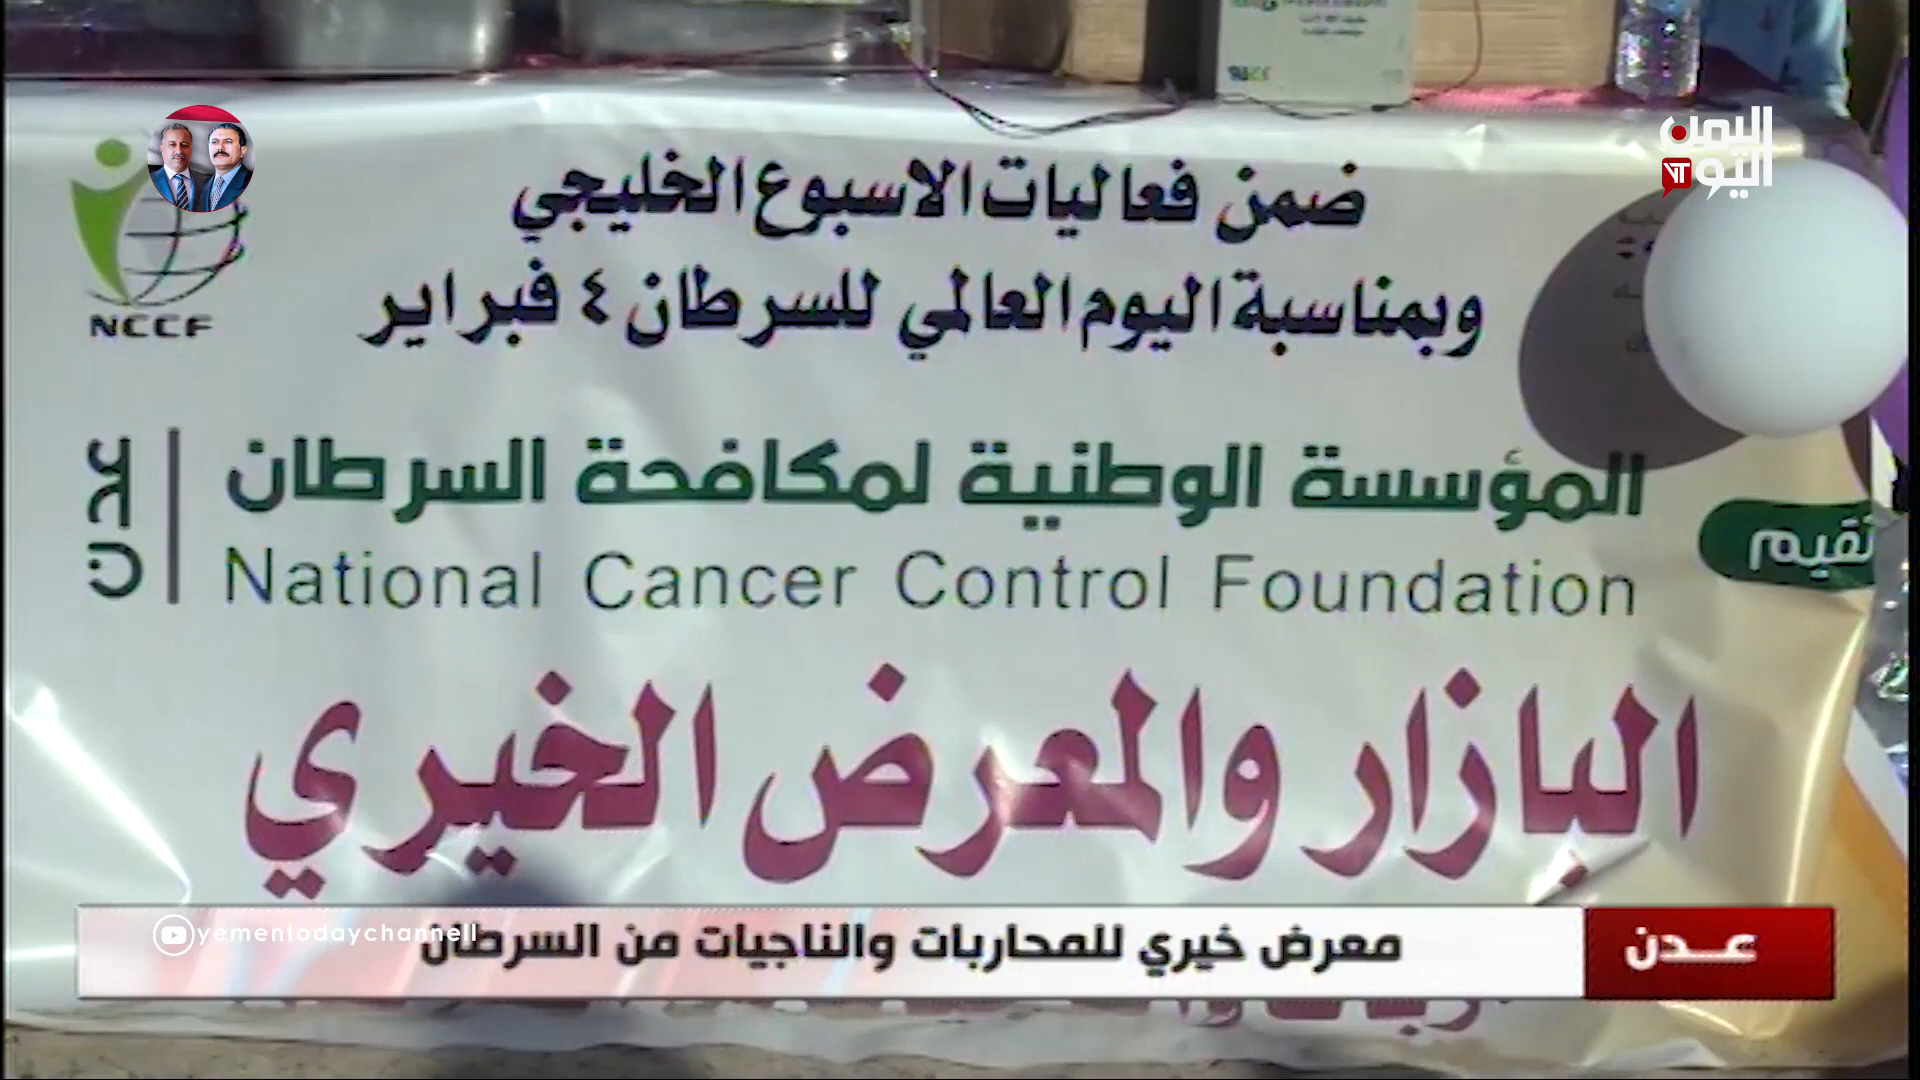 اليمن
اليوم
YT
ضمن فعاليات الاسبوع الخليجي
وبمناسبة اليوم العالمي للسرطان ٤ فبراير
NCCF
تقيم
المؤسسة الوطنية لمكافحة السرطان
عدن
National Cancer Control Foundation
البازار والمعرض الخيري
عدن
معرض خيري للمحاربات والناجيات من السرطان
yementodaychannell